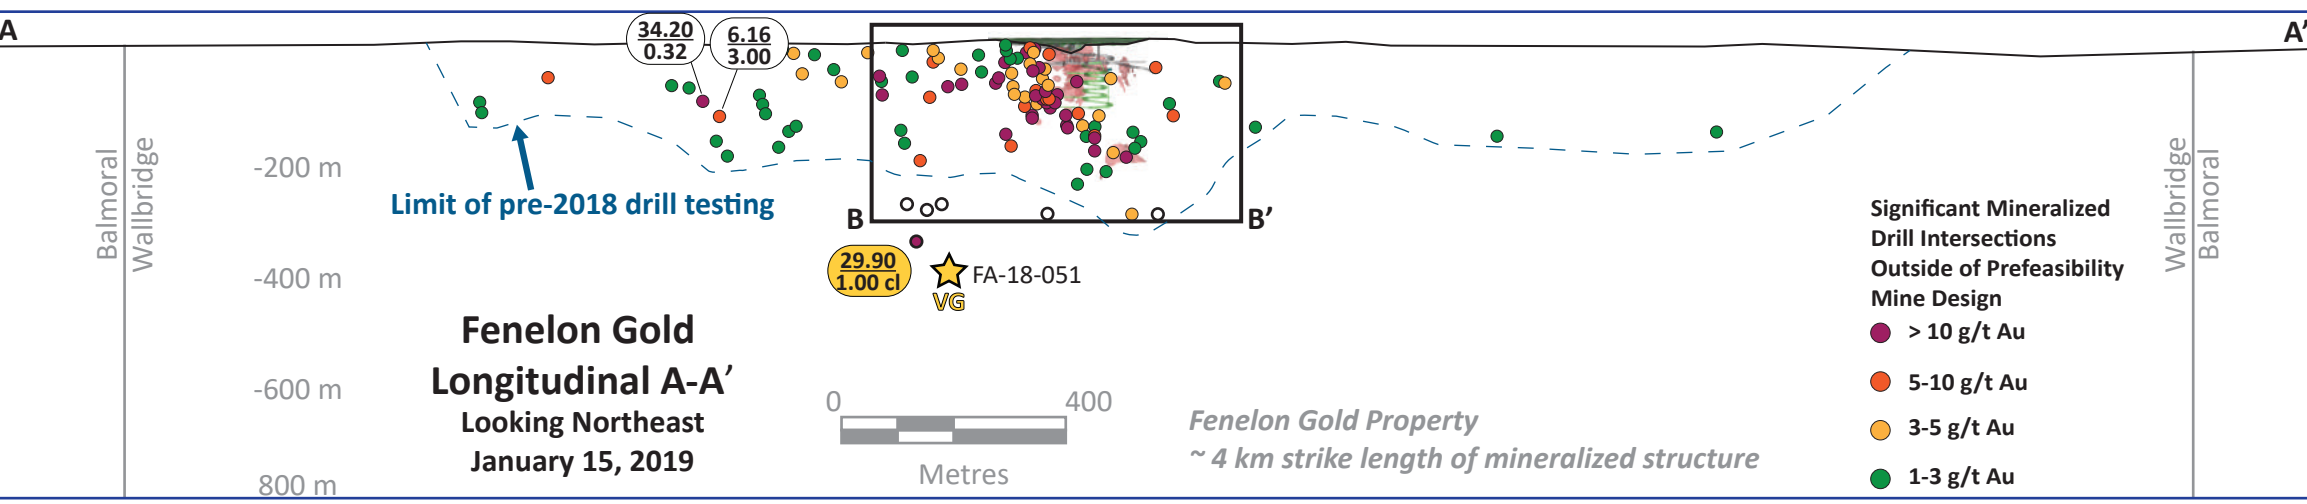 A
A'
34.20
0.32
6.16
3.00
Balmoral
Wallbridge
-200 m
Limit of pre-2018 drill testing
B
B'
29.90
1.00 cl
FA-18-051
VG
-400 m
Fenelon Gold
Longitudinal A-A'
Looking Northeast
January 15, 2019
-600 m
800 m
0
400
Metres
Fenelon Gold Property
~ 4 km strike length of mineralized structure
Significant Mineralized
Drill Intersections
Outside of Prefeasibility
Mine Design
> 10 g/t Au
5-10 g/t Au
3-5 g/t Au
1-3 g/t Au
Wallbridge
Balmoral